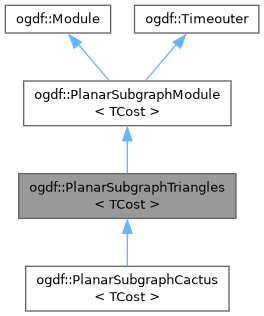 ogdf::Module
ogdf::Timeouter
ogdf::PlanarSubgraphModule
< TCost >
ogdf::PlanarSubgraphTriangles
< TCost >
ogdf::PlanarSubgraphCactus
< TCost >